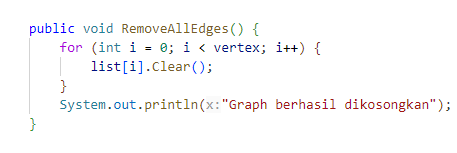 public void RemoveAllEdges() {
    for (int i = 0; i < vertex; i++) {
        list[i].Clear();
    }
    System.out.println(x:"Graph berhasil dikosongkan");
}